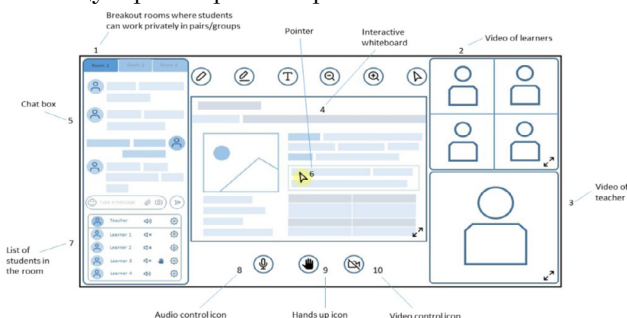 Breakout rooms where students
can work privately in pairs/groups
Pointer
Interactive
whiteboard
Video of learners
1
2
Room 1
T
Chat box
5
4
6
3
Video of
teacher
7
List of
students in
the room
Teacher
Learner 1
Learner 2
Learner 3
Learner 4
8
9
10
Audio control icon
Hands up icon
Video control icon